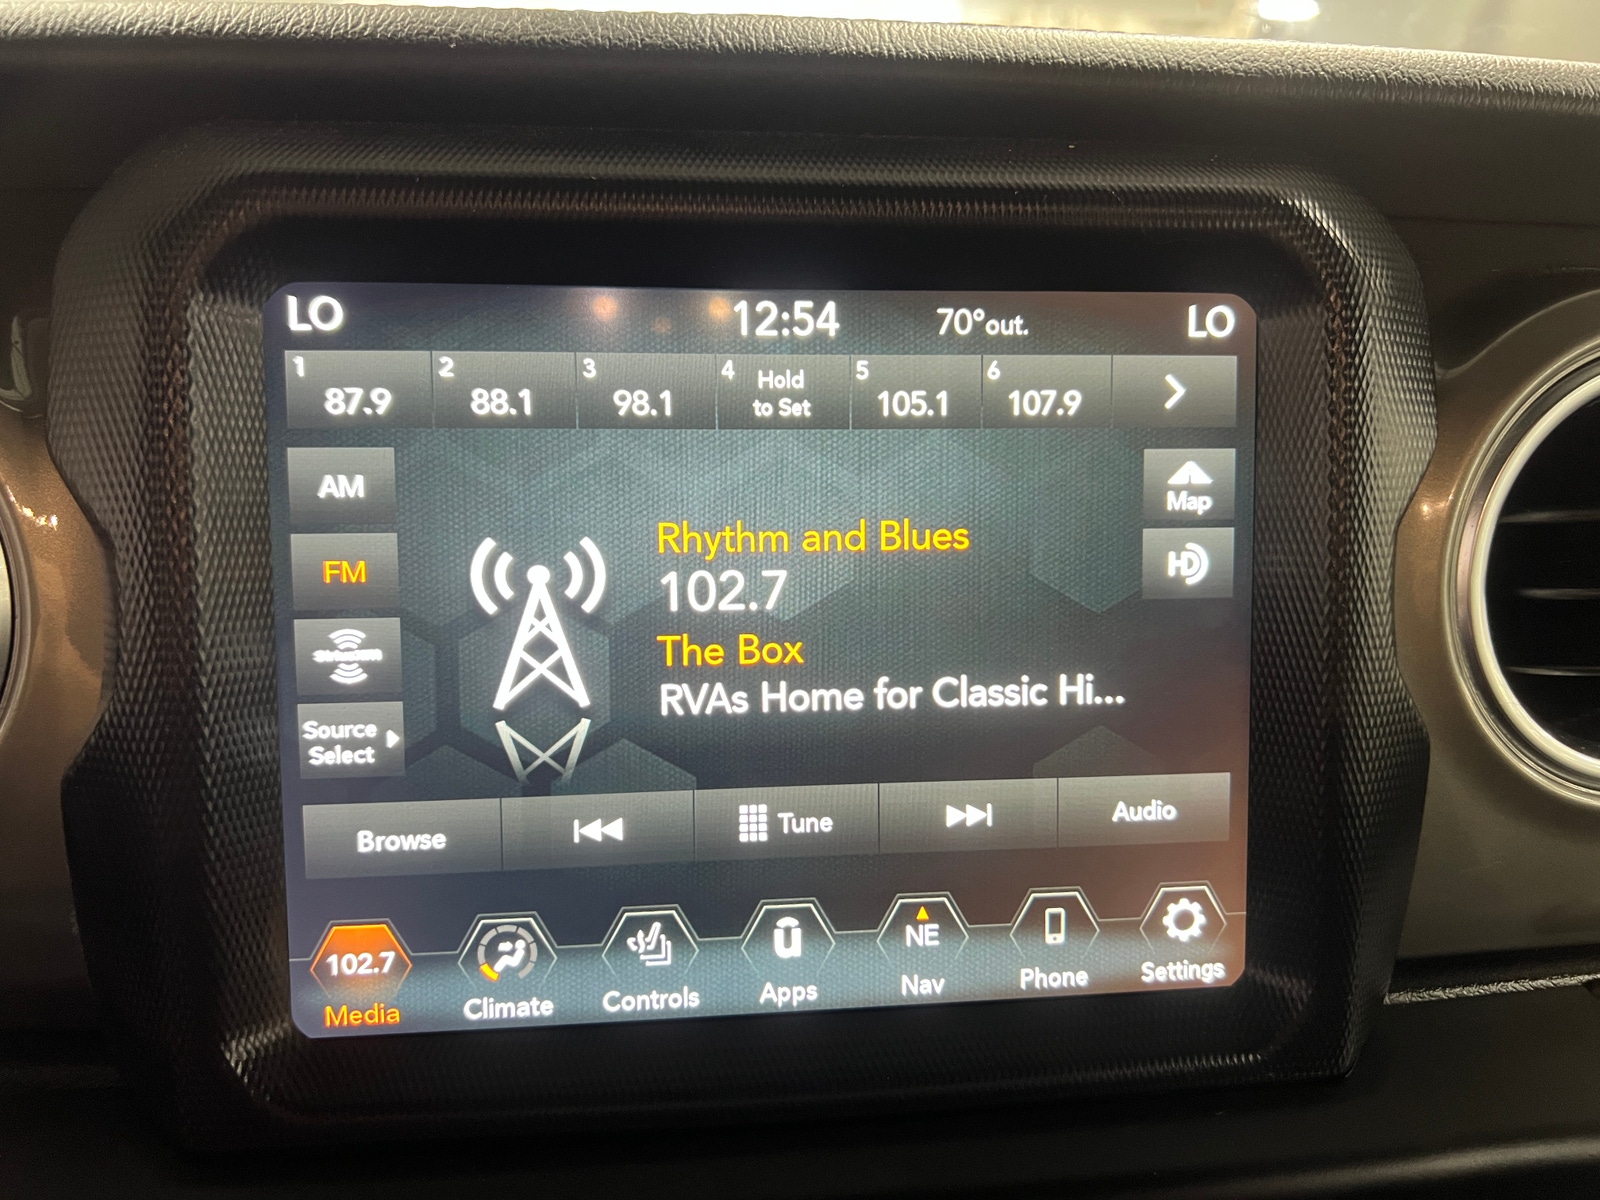 LO 12:54 70°out. LO
1 87.9 2 88.1 3 98.1 4 Hold to Set 5 105.1 6 107.9
AM
Map
FM
HD
Rhythm and Blues
102.7
The Box
RVAs Home for Classic Hi...
SiriusXM
Source
Select
Browse Tune Audio
102.7 NE
Media Climate Controls Apps Nav Phone Settings